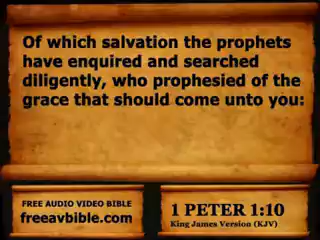 Of which salvation the prophets
have enquired and searched
diligently, who prophesied of the
grace that should come unto you:
FREE AUDIO VIDEO BIBLE
freeavbible.com
1 PETER 1:10
King James Version (KJV)